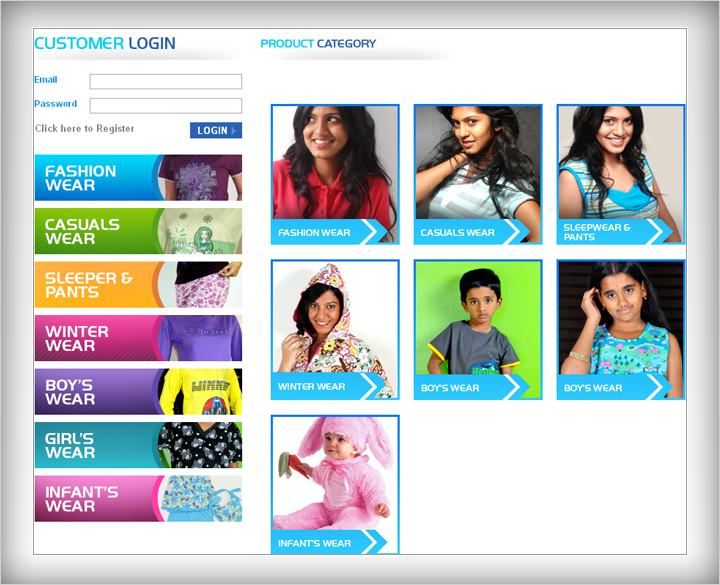 CUSTOMER LOGIN
Email
Password
Click here to Register
LOGIN
FASHION
WEAR
CASUALS
WEAR
SLEEPER &
PANTS
WINTER
WEAR
BOY'S
WEAR
GIRL'S
WEAR
INFANT'S
WEAR
PRODUCT CATEGORY
FASHION WEAR
CASUALS WEAR
SLEEPWEAR &
PANTS
WINTER WEAR
BOY'S WEAR
BOY'S WEAR
INFANT'S WEAR